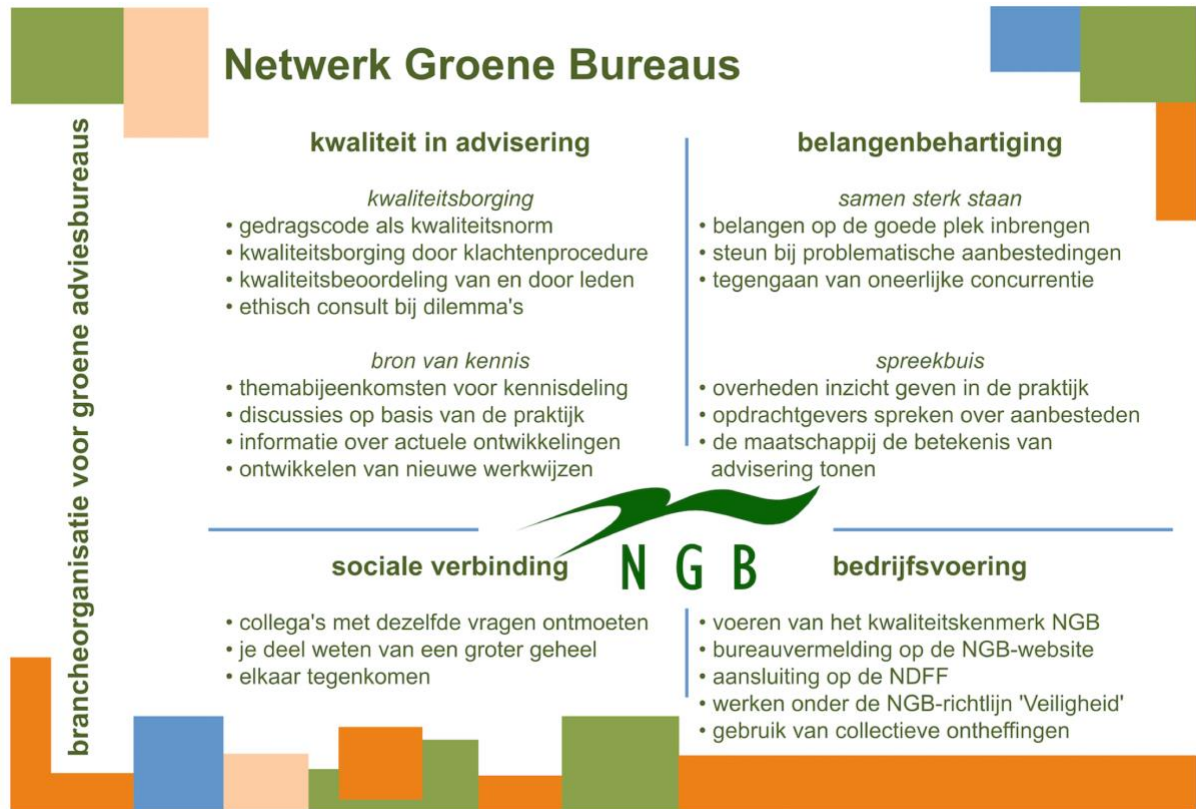 Netwerk Groene Bureaus
brancheorganisatie voor groene adviesbureaus
kwaliteit in advisering
kwaliteitsborging
• gedragscode als kwaliteitsnorm
• kwaliteitsborging door klachtenprocedure
• kwaliteitsbeoordeling van en door leden
• ethisch consult bij dilemma's
bron van kennis
• themabijeenkomsten voor kennisdeling
• discussies op basis van de praktijk
• informatie over actuele ontwikkelingen
• ontwikkelen van nieuwe werkwijzen
belangenbehartiging
samen sterk staan
• belangen op de goede plek inbrengen
• steun bij problematische aanbestedingen
• tegengaan van oneerlijke concurrentie
spreekbuis
• overheden inzicht geven in de praktijk
• opdrachtgevers spreken over aanbesteden
• de maatschappij de betekenis van
advisering tonen
NGB
sociale verbinding
• collega's met dezelfde vragen ontmoeten
• je deel weten van een groter geheel
• elkaar tegenkomen
bedrijfsvoering
• voeren van het kwaliteitskenmerk NGB
• bureauvermelding op de NGB-website
• aansluiting op de NDFF
• werken onder de NGB-richtlijn 'Veiligheid'
• gebruik van collectieve ontheffingen